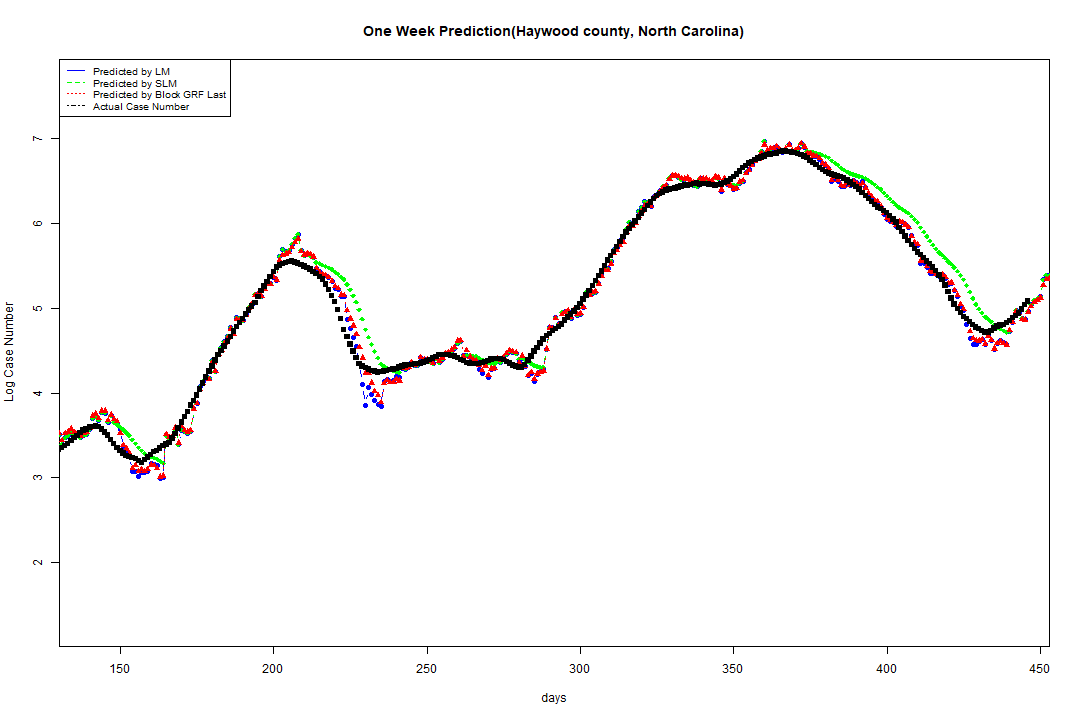 One Week Prediction(Haywood county, North Carolina)
Predicted by LM
Predicted by SLM
Predicted by Block GRF Last
Actual Case Number
7
6
5
4
3
2
Log Case Number
150 200 250 300 350 400 450
days